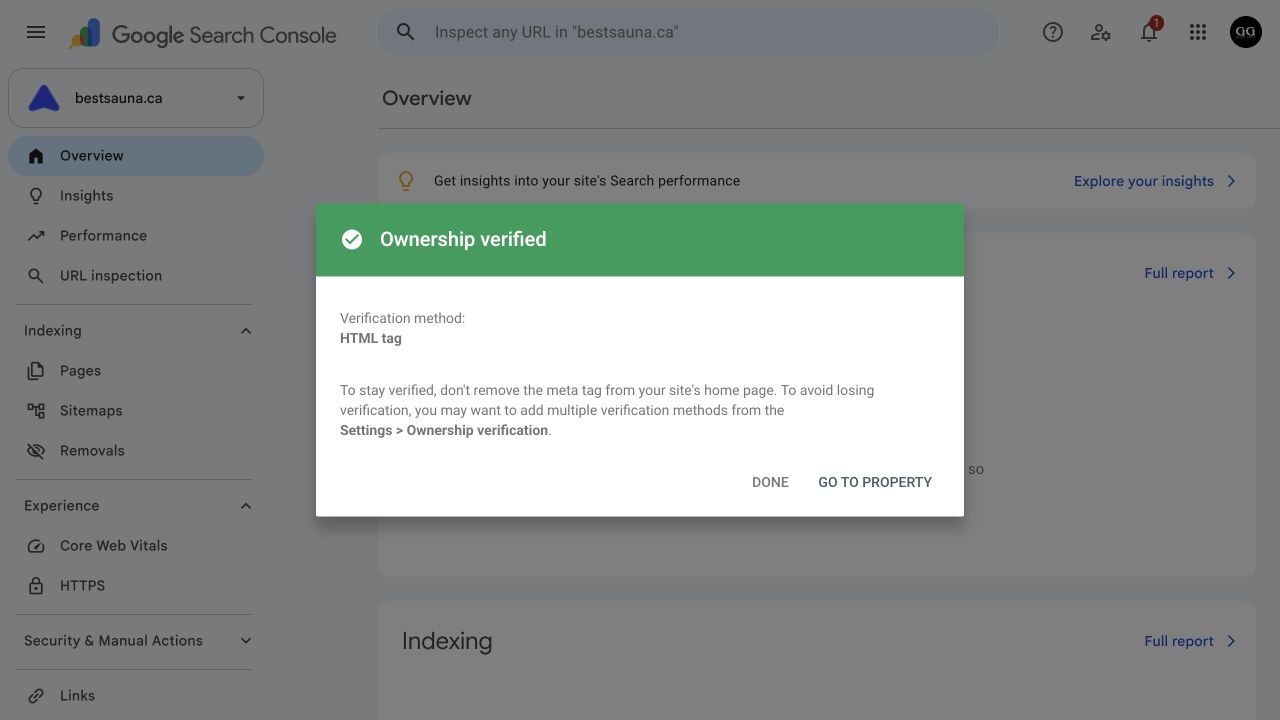 Google Search Console
Inspect any URL in "bestsauna.ca"
1
GG
bestsauna.ca
Overview
Insights
Performance
URL inspection
Indexing
Pages
Sitemaps
Removals
Experience
Core Web Vitals
HTTPS
Security & Manual Actions
Links
Overview
Get insights into your site's Search performance
Explore your insights
Full report
Ownership verified
Verification method:
HTML tag
To stay verified, don't remove the meta tag from your site's home page. To avoid losing
verification, you may want to add multiple verification methods from the
Settings > Ownership verification.
so
DONE GO TO PROPERTY
Indexing
Full report